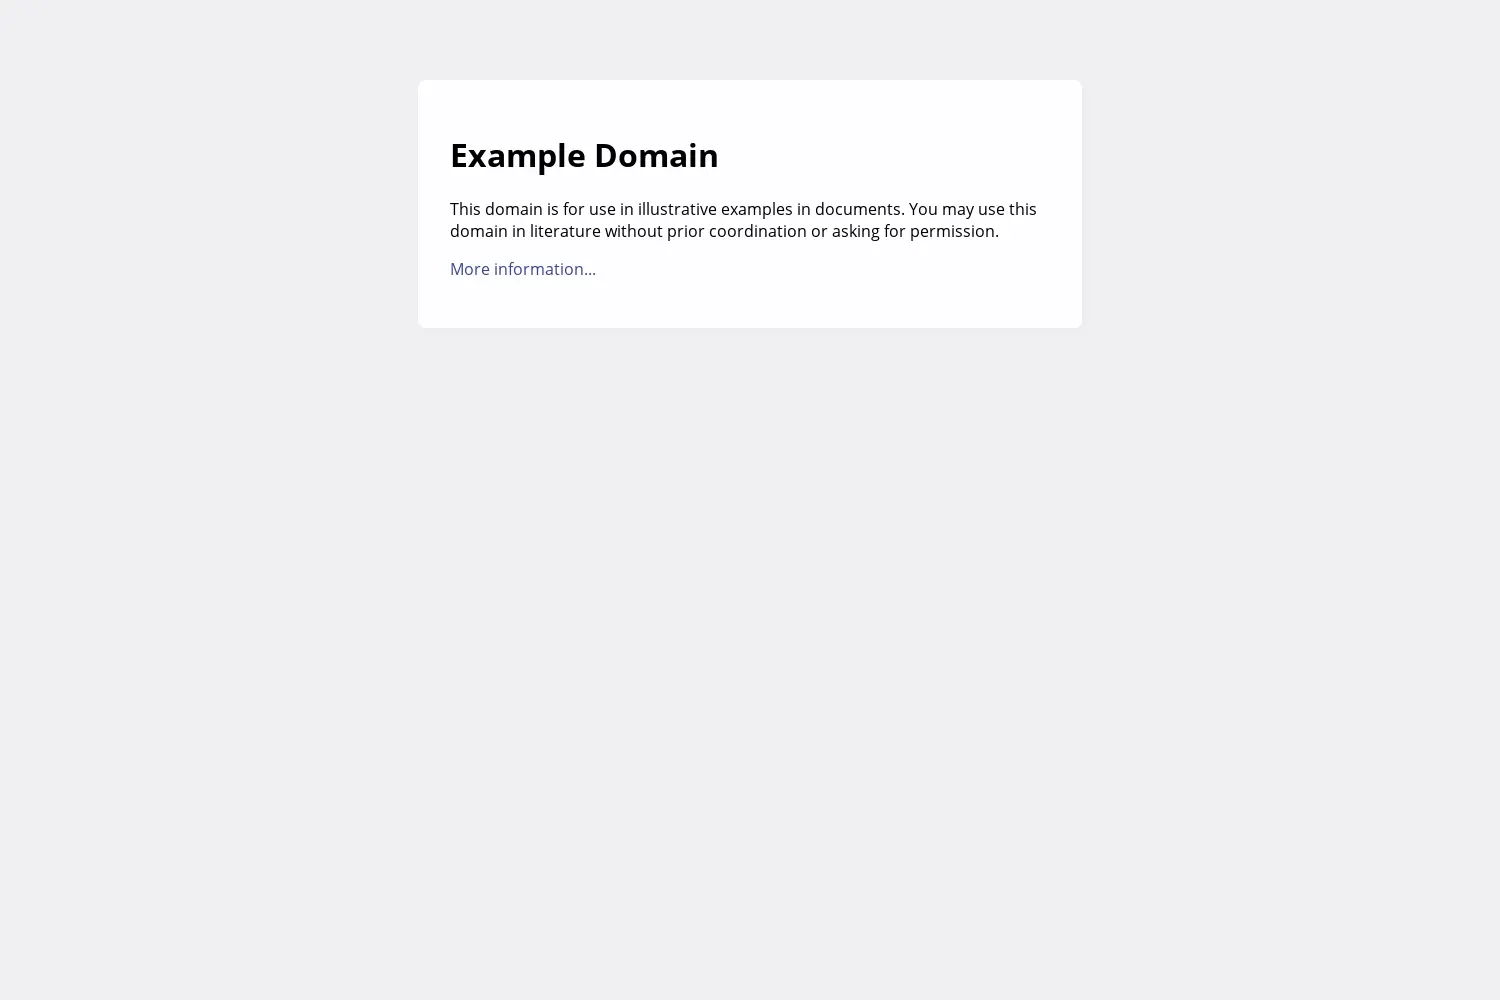 Example Domain
This domain is for use in illustrative examples in documents. You may use this
domain in literature without prior coordination or asking for permission.
More information...